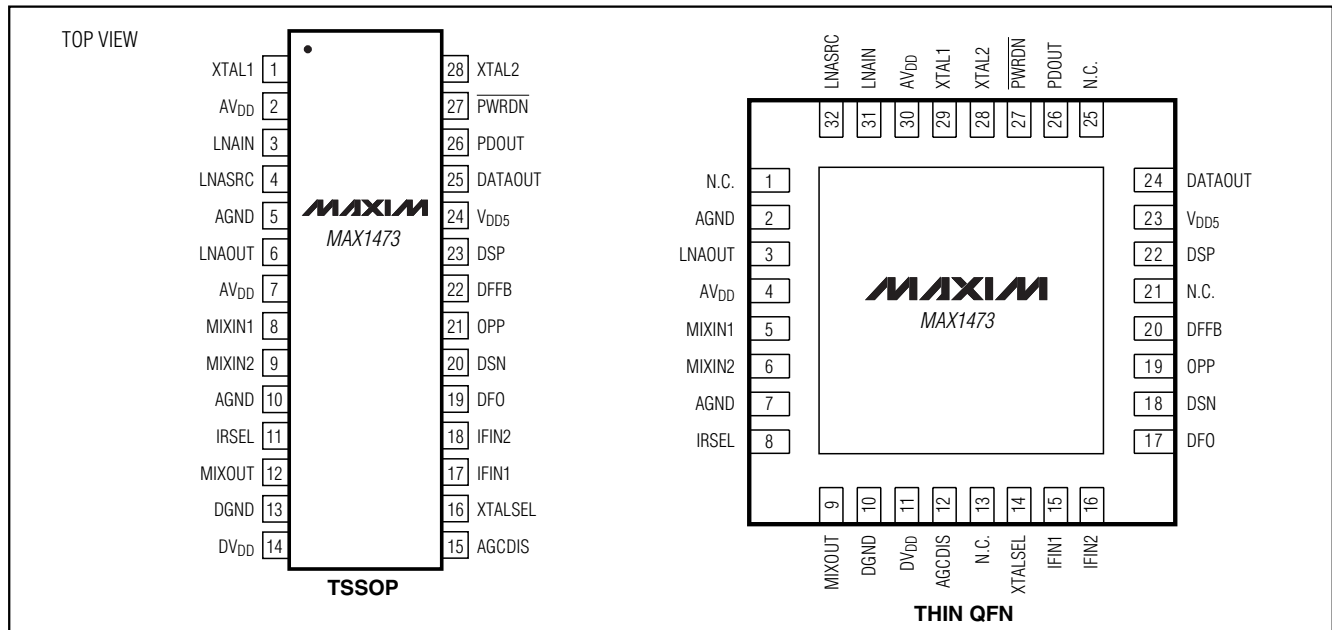 TOP VIEW
XTAL1 1
AVDD 2
LNAIN 3
LNASRC 4
AGND 5
LNAOUT 6
AVDD 7
MIXIN1 8
MIXIN2 9
AGND 10
IRSEL 11
MIXOUT 12
DGND 13
DVDD 14
MAXIM
MAX1473
28 XTAL2
27 PWRDN
26 PDOUT
25 DATAOUT
24 VDD5
23 DSP
22 DFFB
21 OPP
20 DSN
19 DFO
18 IFIN2
17 IFIN1
16 XTALSEL
15 AGCDIS
TSSOP
LNASRC 32
LNAIN 31
AVDD 30
XTAL1 29
XTAL2 28
PWRDN 27
PDOUT 26
N.C. 25
N.C. 1
AGND 2
LNAOUT 3
AVDD 4
MIXIN1 5
MIXIN2 6
AGND 7
IRSEL 8
MAXIM
MAX1473
24 DATAOUT
23 VDD5
22 DSP
21 N.C.
20 DFFB
19 OPP
18 DSN
17 DFO
9 MIXOUT
10 DGND
11 DVDD
12 AGCDIS
13 N.C.
14 XTALSEL
15 IFIN1
16 IFIN2
THIN QFN